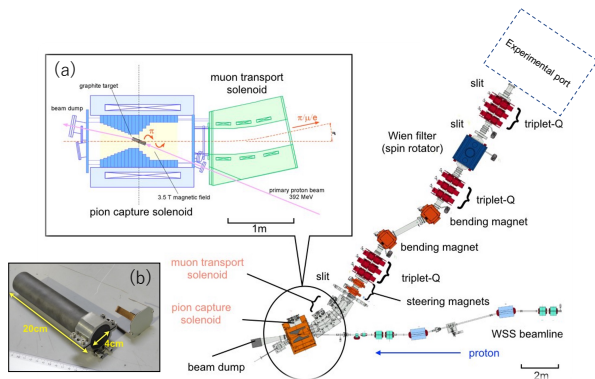 (a)
graphite target
beam dump
muon transport
solenoid
π/μ/e
π
3.5 T magnetic field
primary proton beam
392 MeV
pion capture solenoid
1m
Experimental port
slit
triplet-Q
slit
Wien filter
(spin rotator)
triplet-Q
bending magnet
bending magnet
muon transport
solenoid
slit
triplet-Q
steering magnets
pion capture
solenoid
beam dump
WSS beamline
proton
2m
(b)
20cm
4cm